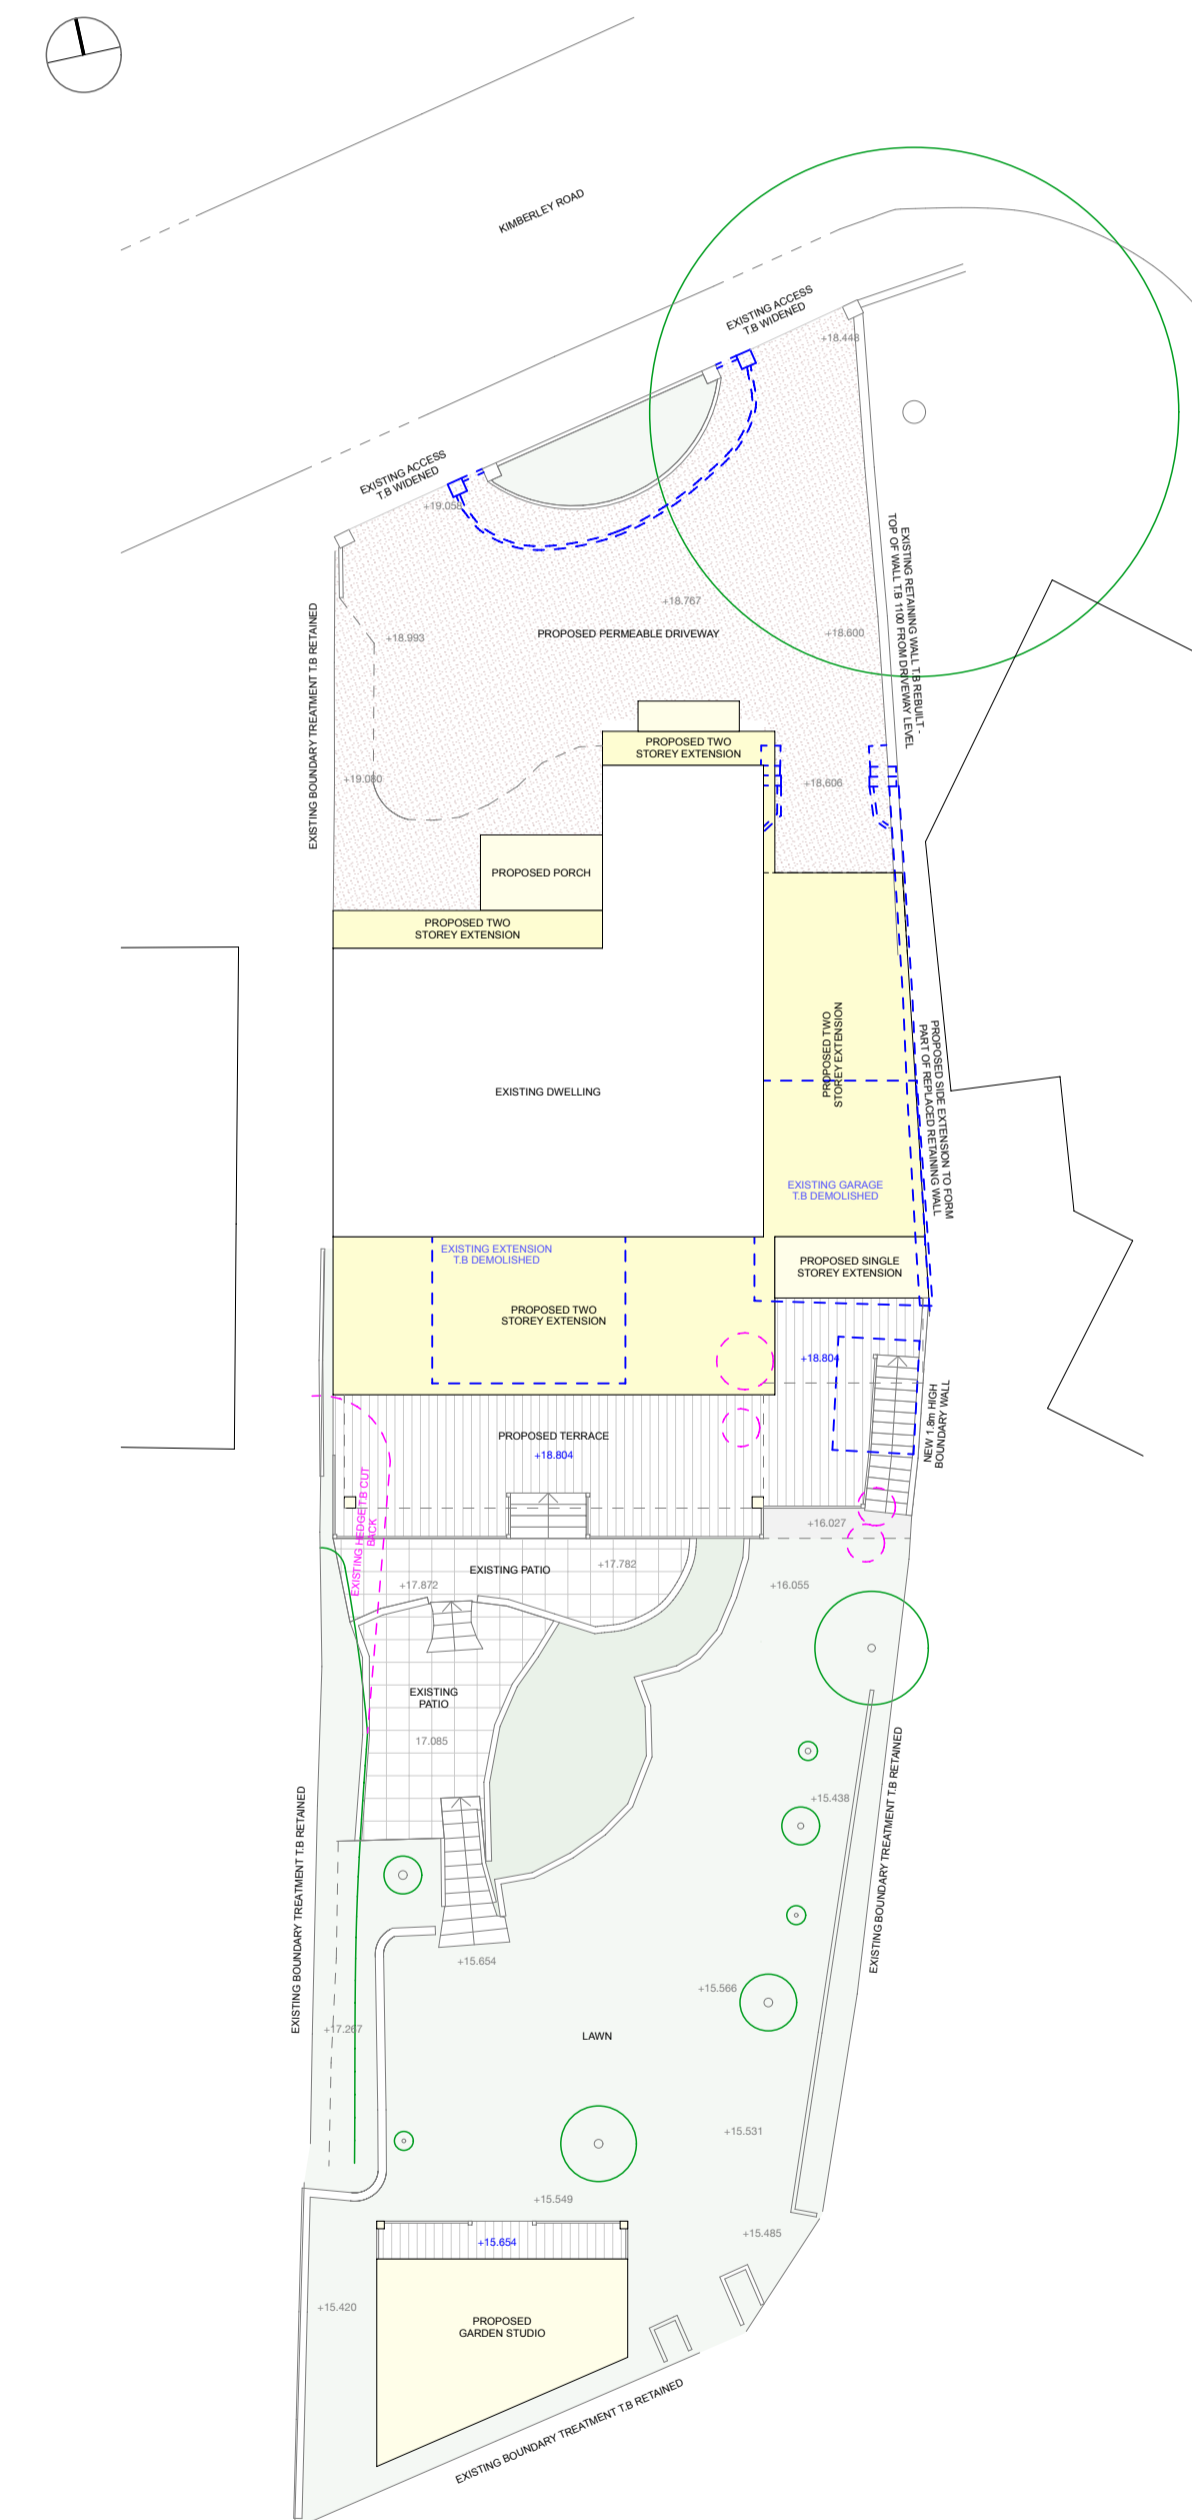 KIMBERLEY ROAD
EXISTING ACCESS
T.B WIDENED
+18.448
EXISTING ACCESS
T.B WIDENED
+19.058
+18.767
+18.993
PROPOSED PERMEABLE DRIVEWAY
+18.600
EXISTING RETAINING WALL T.B REBUILT -
TOP OF WALL T.B 1100 FROM DRIVEWAY LEVEL
EXISTING BOUNDARY TREATMENT T.B RETAINED
PROPOSED TWO
STOREY EXTENSION
+19.080
+18.606
PROPOSED PORCH
PROPOSED TWO
STOREY EXTENSION
PROPOSED TWO
STOREY EXTENSION
EXISTING DWELLING
PROPOSED SIDE EXTENSION TO FORM
PART OF REPLACED RETAINING WALL
EXISTING GARAGE
T.B DEMOLISHED
EXISTING EXTENSION
T.B DEMOLISHED
PROPOSED SINGLE
STOREY EXTENSION
PROPOSED TWO
STOREY EXTENSION
+18.804
NEW 1.8m HIGH
BOUNDARY WALL
PROPOSED TERRACE
+18.804
EXISTING HEDGE T.B CUT
BACK
+16.027
EXISTING PATIO
+17.782
+17.872
+16.055
EXISTING
PATIO
17.085
+15.438
EXISTING BOUNDARY TREATMENT T.B RETAINED
EXISTING BOUNDARY TREATMENT T.B RETAINED
+15.654
+15.566
+17.267
LAWN
+15.531
+15.549
+15.485
+15.654
+15.420
PROPOSED
GARDEN STUDIO
EXISTING BOUNDARY TREATMENT T.B RETAINED